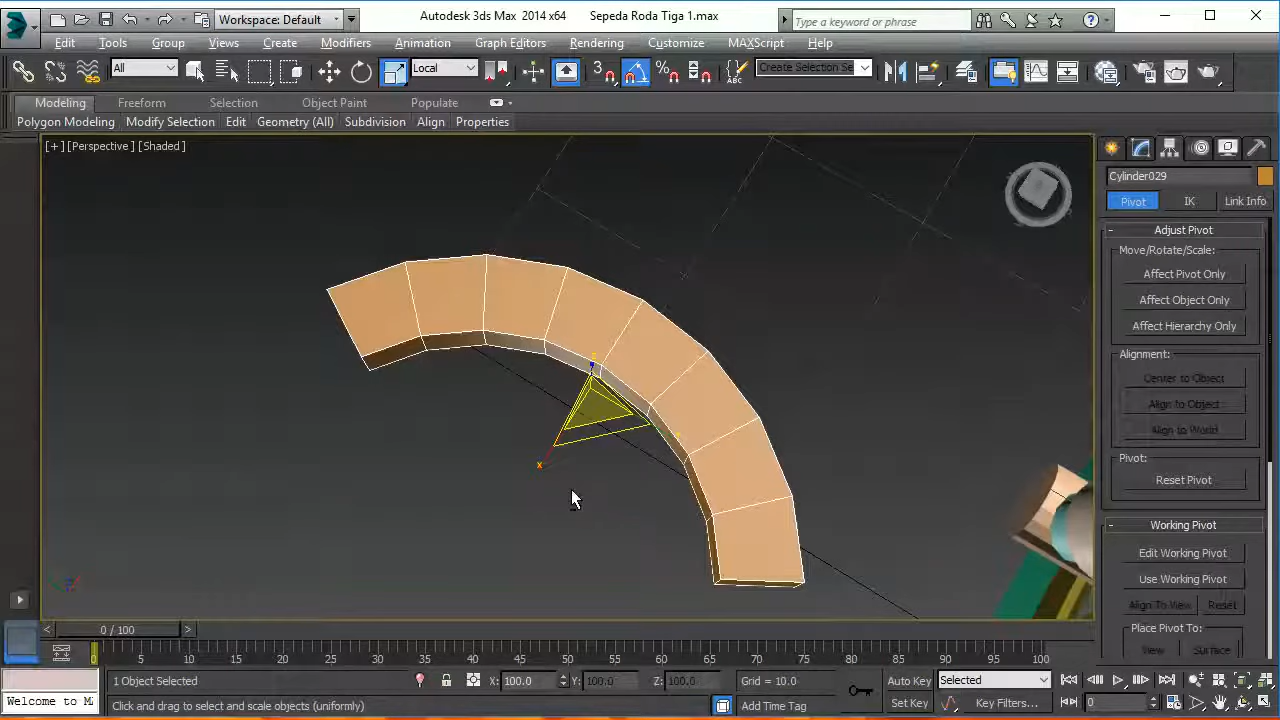 Workspace: Default
Autodesk 3ds Max 2014 x64
Sepeda Roda Tiga 1.max
Type a keyword or phrase
Edit Tools Group Views Create Modifiers Animation Graph Editors Rendering Customize MAXScript Help
All
Local
3
%
ABC
Create Selection Se
Modeling Freeform Selection Object Paint Populate
Polygon Modeling Modify Selection Edit Geometry (All) Subdivision Align Properties
[+] [Perspective] [Shaded]
Cylinder029
Pivot IK Link Info
- Adjust Pivot
Move/Rotate/Scale:
Affect Pivot Only
Affect Object Only
Affect Hierarchy Only
Alignment:
Center to Object
Align to Object
Align to World
Pivot:
Reset Pivot
- Working Pivot
Edit Working Pivot
Use Working Pivot
Align To View Reset
Place Pivot To:
View Surface
x
< 0 / 100 >
0 5 10 15 20 25 30 35 40 45 50 55 60 65 70 75 80 85 90 95 100
1 Object Selected
X: 100.0 Y: 100.0 Z: 100.0
Grid = 10.0
Auto Key
Selected
Welcome to M
Click and drag to select and scale objects (uniformly)
Add Time Tag
Set Key
Key Filters...
0